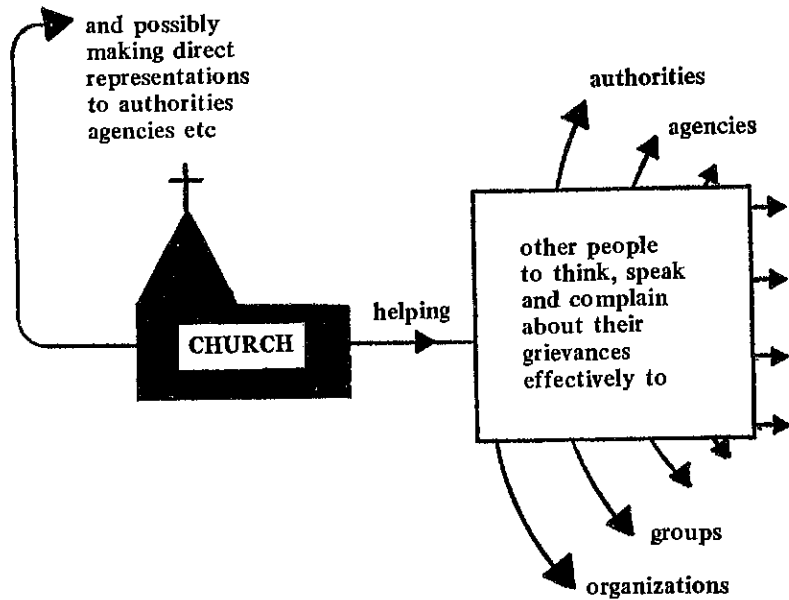 and possibly
making direct
representations
to authorities
agencies etc
CHURCH
helping
other people
to think, speak
and complain
about their
grievances
effectively to
authorities
agencies
groups
organizations